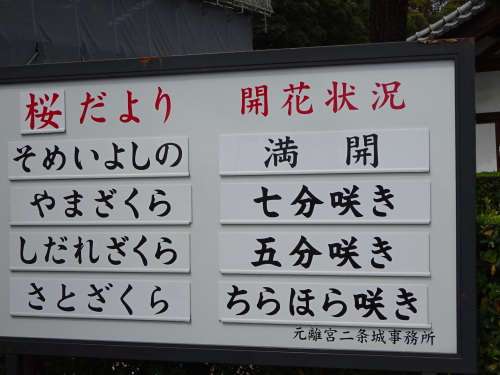 桜だより 開花状況
そめいよしの 満開
やまざくら 七分咲き
しだれざくら 五分咲き
さとざくら ちらほら咲き
元離宮二条城事務所